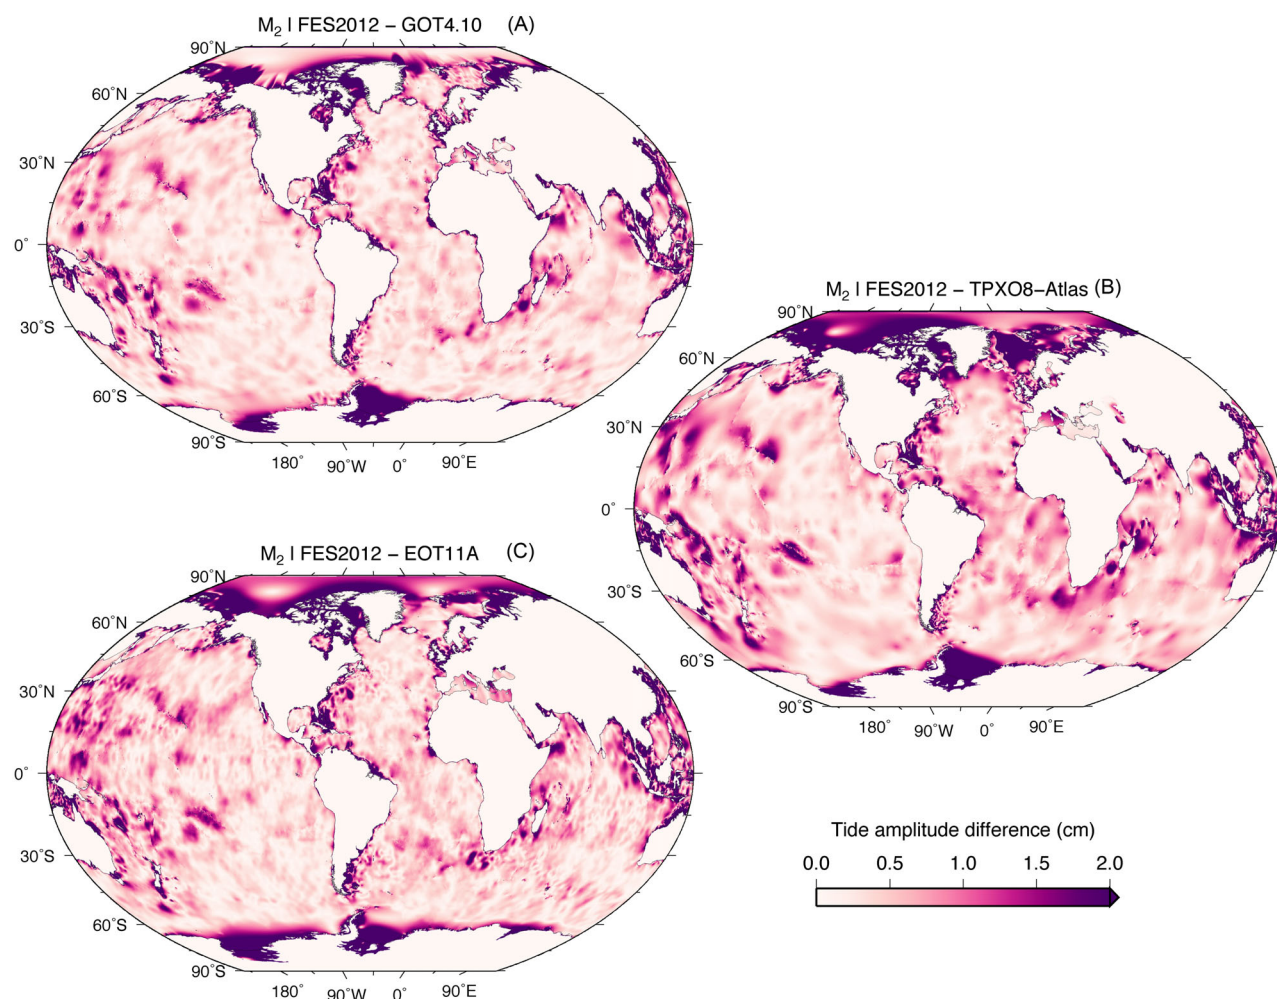 M₂ | FES2012 – GOT4.10 (A)
90˚N
60˚N
30˚N
0˚
30˚S
60˚S
90˚S
180˚ 90˚W 0˚ 90˚E
M₂ | FES2012 – TPXO8–Atlas (B)
90˚N
60˚N
30˚N
0˚
30˚S
60˚S
90˚S
180˚ 90˚W 0˚ 90˚E
M₂ | FES2012 – EOT11A (C)
90˚N
60˚N
30˚N
0˚
30˚S
60˚S
90˚S
180˚ 90˚W 0˚ 90˚E
Tide amplitude difference (cm)
0.0 0.5 1.0 1.5 2.0